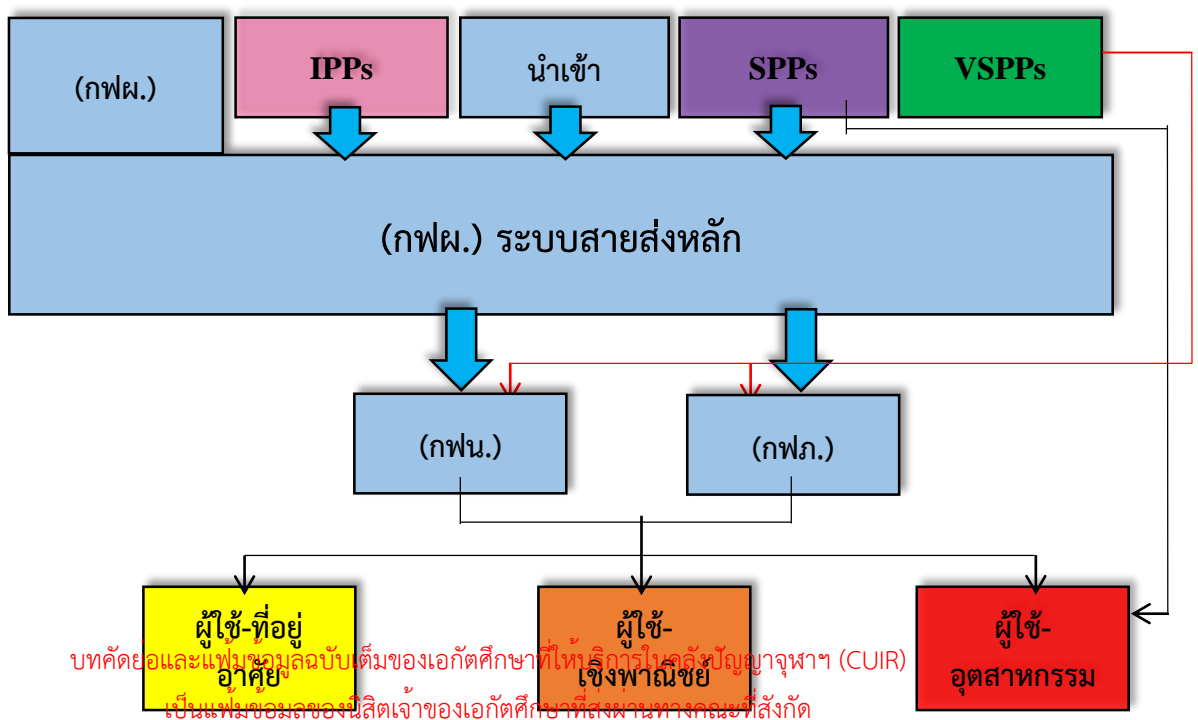 (กฟผ.)
IPPs
นำเข้า
SPPs
VSPPs
(กฟผ.) ระบบสายส่งหลัก
(กฟน.)
(กฟภ.)
ผู้ใช้-ที่อยู่
อาศัย
ผู้ใช้-
เชิงพาณิชย์
ผู้ใช้-
อุตสาหกรรม
บทคัดย่อและแฟ้มข้อมูลฉบับเต็มของเอกัตศึกษาที่ให้บริการในคลังปัญญาจุฬาฯ (CUIR)
เป็นแฟ้มข้อมูลของนิสิตเจ้าของเอกัตศึกษาที่ส่งผ่านทางคณะที่สังกัด